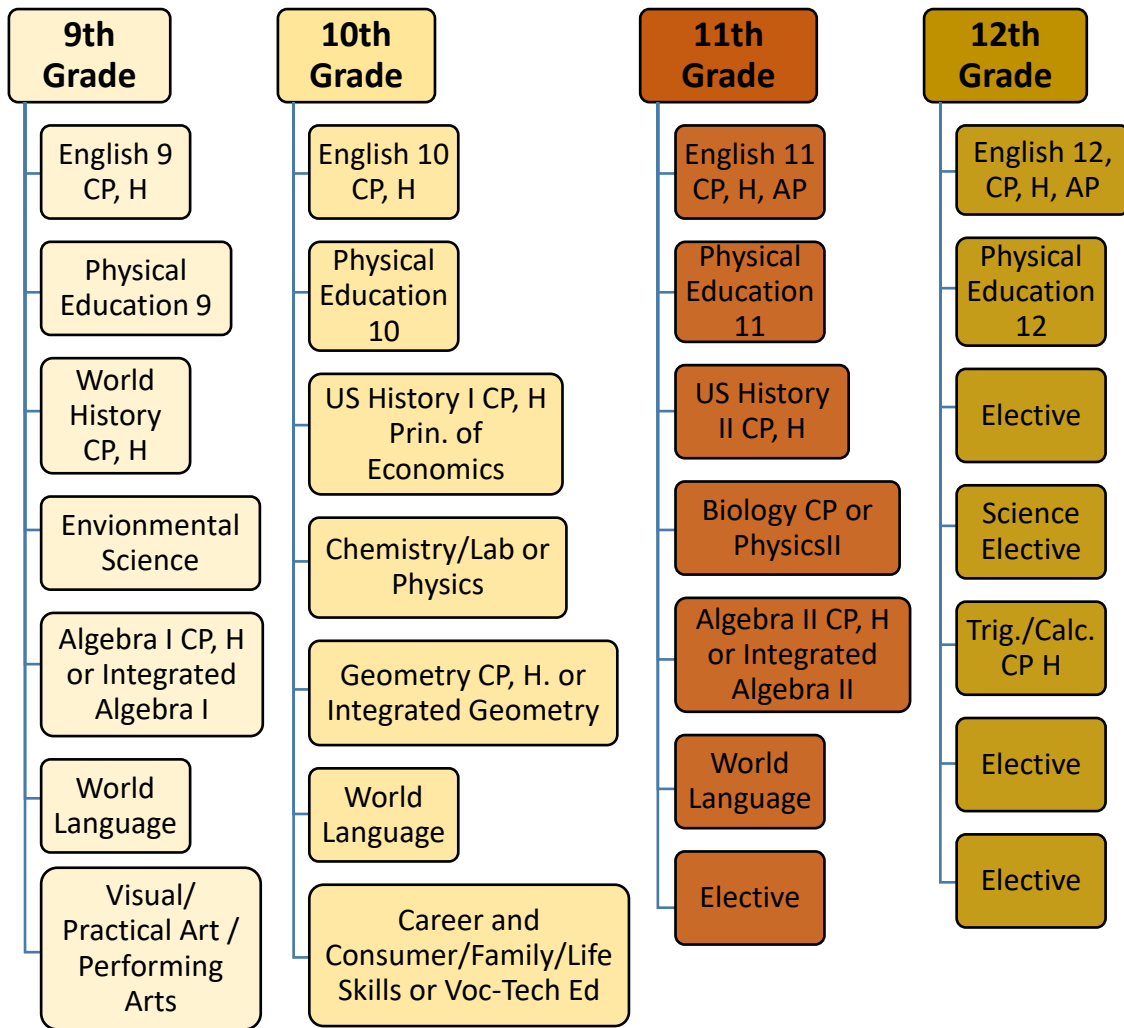 9th
Grade
English 9
CP, H
Physical
Education 9
World
History
CP, H
Envionmental
Science
Algebra I CP, H
or Integrated
Algebra I
World
Language
Visual/
Practical Art /
Performing
Arts
10th
Grade
English 10
CP, H
Physical
Education
10
US History I CP, H
Prin. of
Economics
Chemistry/Lab or
Physics
Geometry CP, H. or
Integrated Geometry
World
Language
Career and
Consumer/Family/Life
Skills or Voc-Tech Ed
11th
Grade
English 11
CP, H, AP
Physical
Education
11
US History
II CP, H
Biology CP or
PhysicsII
Algebra II CP, H
or Integrated
Algebra II
World
Language
Elective
12th
Grade
English 12,
CP, H, AP
Physical
Education
12
Elective
Science
Elective
Trig./Calc.
CP H
Elective
Elective